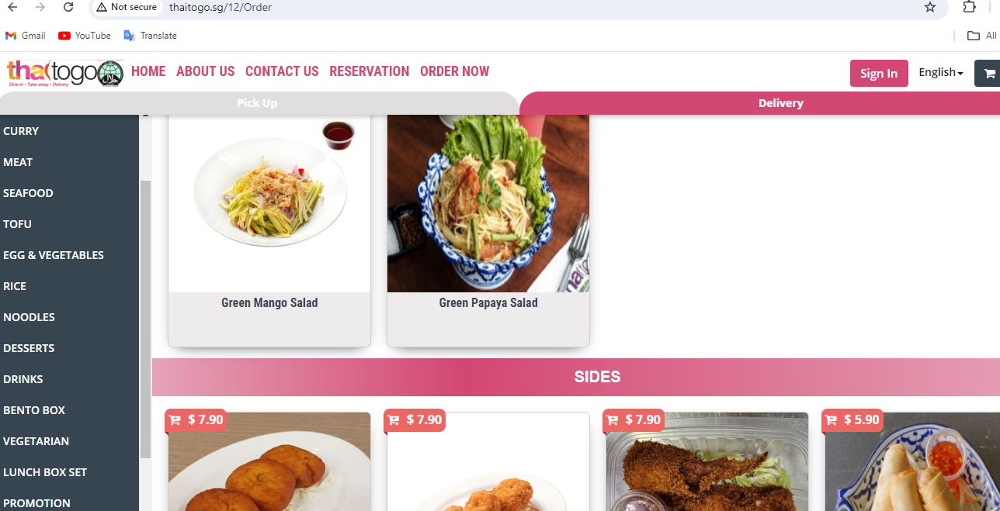 Not secure
thaitogo.sg/12/Order
Gmail
YouTube
Translate
All
thaitogo
Dine-in • Take-away • Delivery
HOME
ABOUT US
CONTACT US
RESERVATION
ORDER NOW
Sign In
English
Pick Up
Delivery
CURRY
MEAT
SEAFOOD
TOFU
EGG & VEGETABLES
RICE
NOODLES
DESSERTS
DRINKS
BENTO BOX
VEGETARIAN
LUNCH BOX SET
PROMOTION
Green Mango Salad
Green Papaya Salad
SIDES
$ 7.90
$ 7.90
$ 7.90
$ 5.90